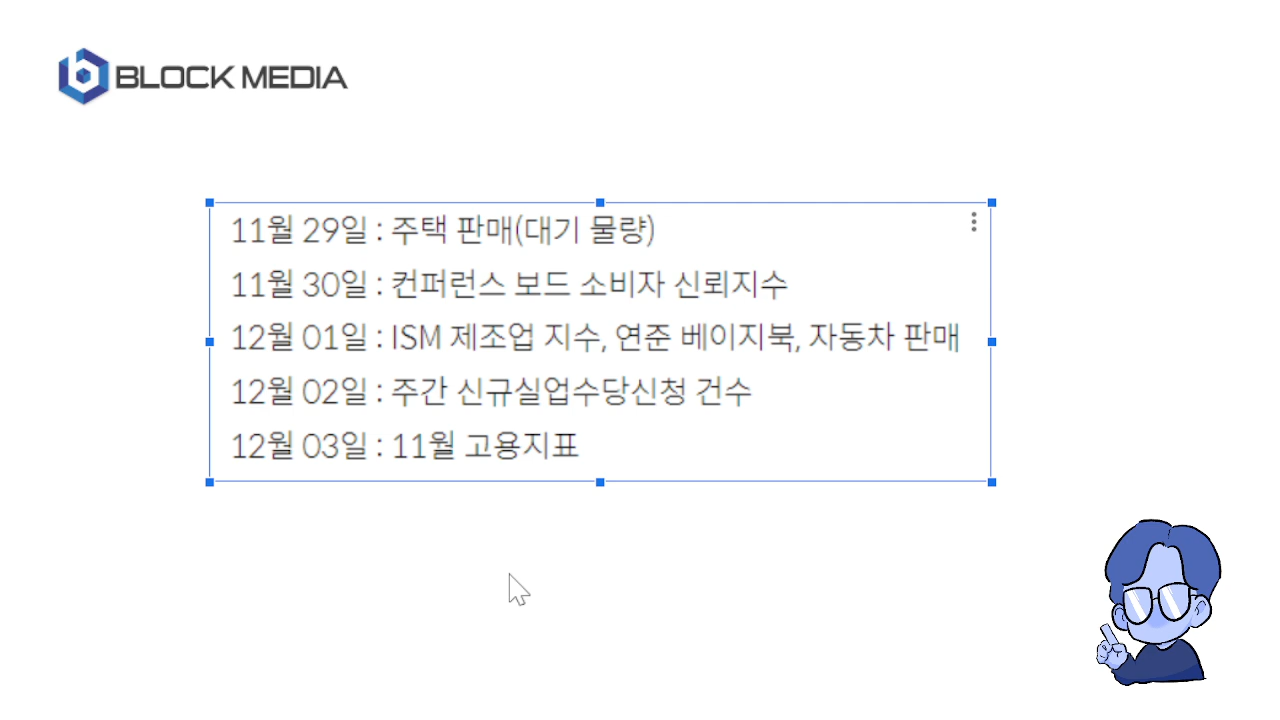 BLOCK MEDIA
11월 29일 : 주택 판매(대기 물량)
11월 30일 : 컨퍼런스 보드 소비자 신뢰지수
12월 01일 : ISM 제조업 지수, 연준 베이지북, 자동차 판매
12월 02일 : 주간 신규실업수당신청 건수
12월 03일 : 11월 고용지표